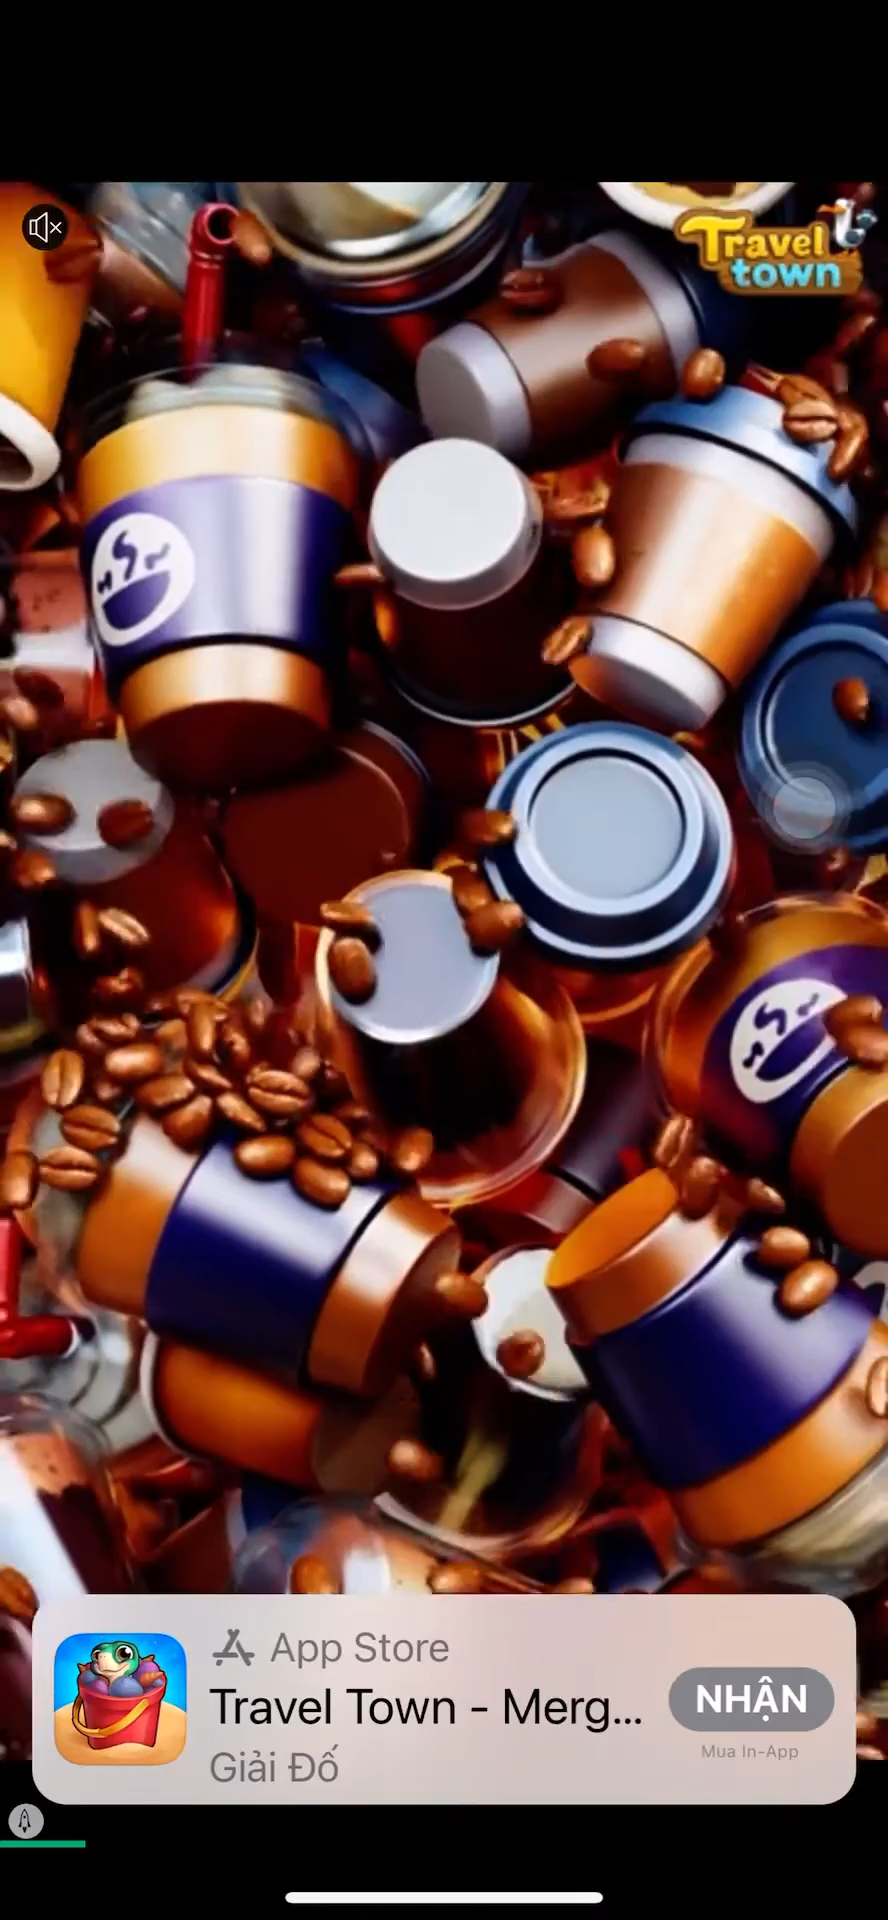 Travel
town
App Store
Travel Town - Merg...
NHẬN
Giải Đố
Mua In-App